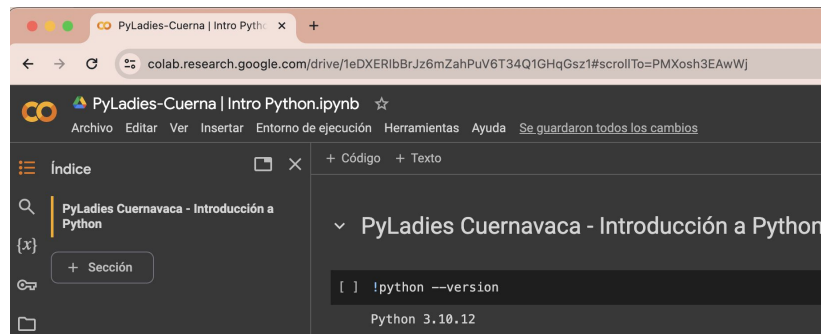 PyLadies-Cuerna | Intro Pytho
colab.research.google.com/drive/1eDXERIbBrJz6mZahPuV6T34Q1GHqGsz1#scrollTo=PMXosh3EAwWj
PyLadies-Cuerna | Intro Python.ipynb
Archivo Editar Ver Insertar Entorno de ejecución Herramientas Ayuda Se guardaron todos los cambios
Índice
+ Código + Texto
PyLadies Cuernavaca - Introducción a
Python
+ Sección
{x}
PyLadies Cuernavaca - Introducción a Python
[ ] !python --version
Python 3.10.12